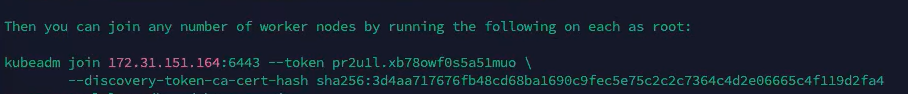 Then you can join any number of worker nodes by running the following on each as root:
kubeadm join 172.31.151.164:6443 --token pr2u1l.xb78owf0s5a51muo \
--discovery-token-ca-cert-hash sha256:3d4aa717676fb48cd68ba1690c9fec5e75c2c2c7364c4d2e06665c4f119d2fa4